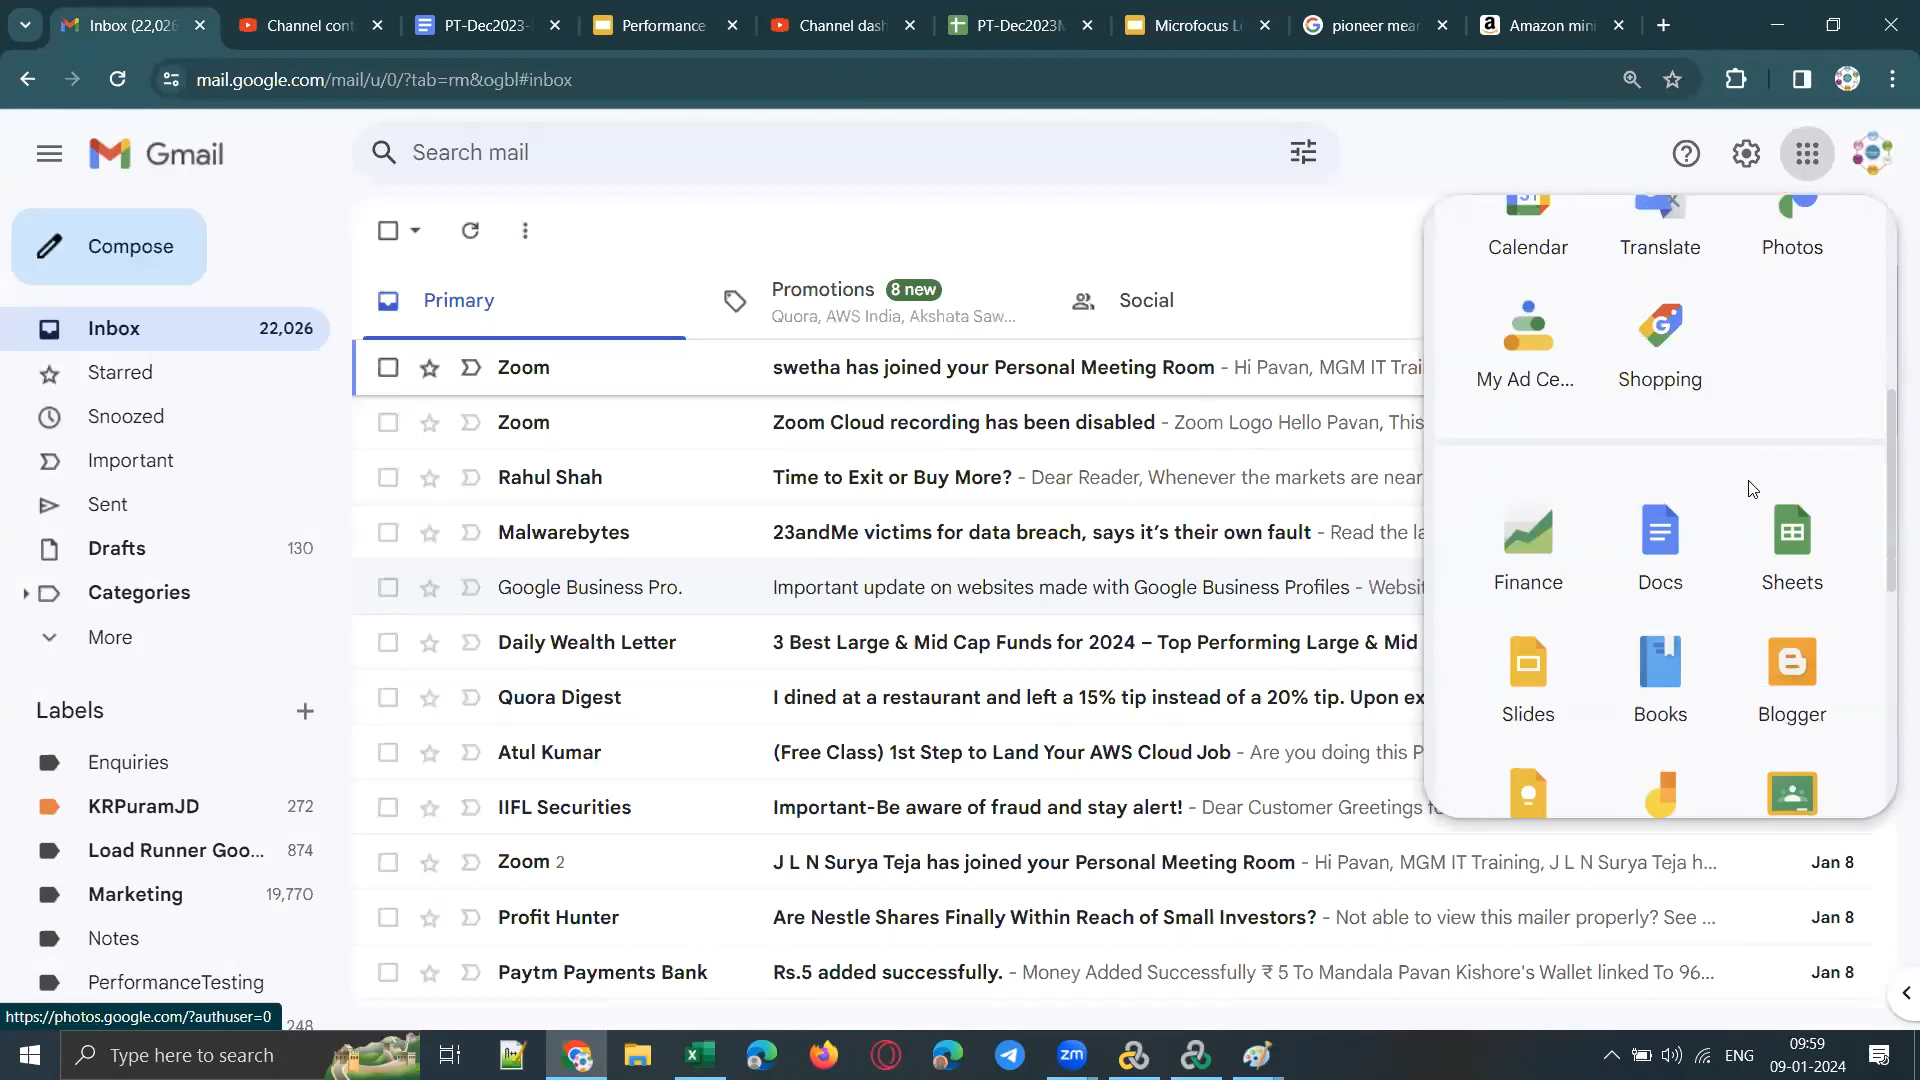 Inbox (22,026
Channel cont
PT-Dec2023-
Performance
Channel dash
PT-Dec2023M
Microfocus Lo
pioneer mean
Amazon mini
mail.google.com/mail/u/0/?tab=rm&ogbl#inbox
Gmail
Search mail
Compose
Inbox 22,026
Starred
Snoozed
Important
Sent
Drafts 130
Categories
More
Labels
Enquiries
KRPuramJD 272
Load Runner Goo... 874
Marketing 19,770
Notes
PerformanceTesting
248
https://photos.google.com/?authuser=0
Primary
Promotions 8 new
Quora, AWS India, Akshata Saw...
Social
Zoom swetha has joined your Personal Meeting Room - Hi Pavan, MGM IT Trai
Zoom Zoom Cloud recording has been disabled - Zoom Logo Hello Pavan, This
Rahul Shah Time to Exit or Buy More? - Dear Reader, Whenever the markets are near
Malwarebytes 23andMe victims for data breach, says it’s their own fault - Read the la
Google Business Pro. Important update on websites made with Google Business Profiles - Websit
Daily Wealth Letter 3 Best Large & Mid Cap Funds for 2024 – Top Performing Large & Mid
Quora Digest I dined at a restaurant and left a 15% tip instead of a 20% tip. Upon ex
Atul Kumar (Free Class) 1st Step to Land Your AWS Cloud Job - Are you doing this P
IIFL Securities Important-Be aware of fraud and stay alert! - Dear Customer Greetings f
Zoom 2 J L N Surya Teja has joined your Personal Meeting Room - Hi Pavan, MGM IT Training, J L N Surya Teja h... Jan 8
Profit Hunter Are Nestle Shares Finally Within Reach of Small Investors? - Not able to view this mailer properly? See ... Jan 8
Paytm Payments Bank Rs.5 added successfully. - Money Added Successfully ₹ 5 To Mandala Pavan Kishore's Wallet linked To 96... Jan 8
Calendar Translate Photos
My Ad Ce... Shopping
Finance Docs Sheets
Slides Books Blogger
Type here to search
zm
ENG
09:59
09-01-2024